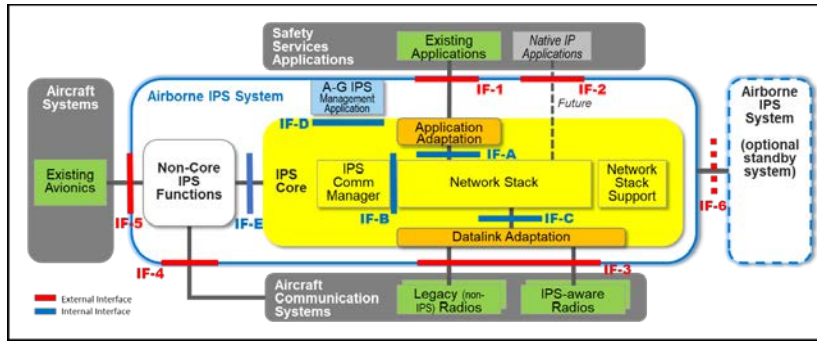 Safety
Services
Applications
Existing
Applications
Native IP
Applications
Aircraft
Systems
Airborne IPS System
A-G IPS
Management
Application
IF-1
IF-2
Future
Airborne
IPS
System
(optional
standby
system)
IF-D
Application
Adaptation
IF-A
Existing
Avionics
Non-Core
IPS
Functions
IPS
Core
IPS
Comm
Manager
Network Stack
Network
Stack
Support
IF-5
IF-E
IF-B
IF-C
IF-6
Datalink Adaptation
IF-4
IF-3
Aircraft
Communication
Systems
Legacy (non-
IPS) Radios
IPS-aware
Radios
External Interface
Internal Interface